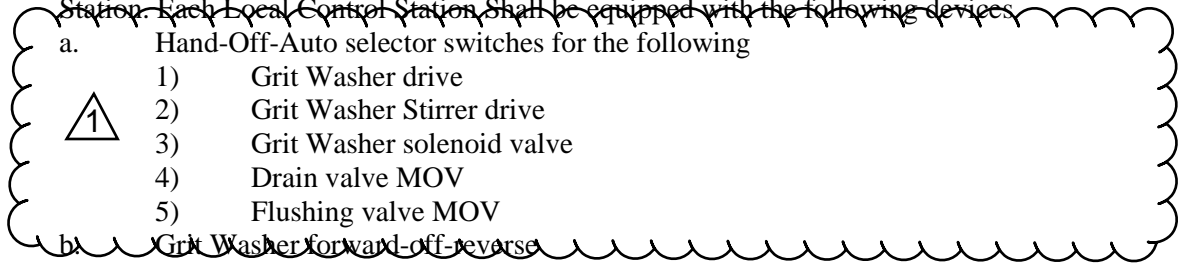 Station. Each Local Control Station Shall be equipped with the following devices
a. Hand-Off-Auto selector switches for the following
1) Grit Washer drive
1 2) Grit Washer Stirrer drive
3) Grit Washer solenoid valve
4) Drain valve MOV
5) Flushing valve MOV
b. Grit Washer forward-off-reverse